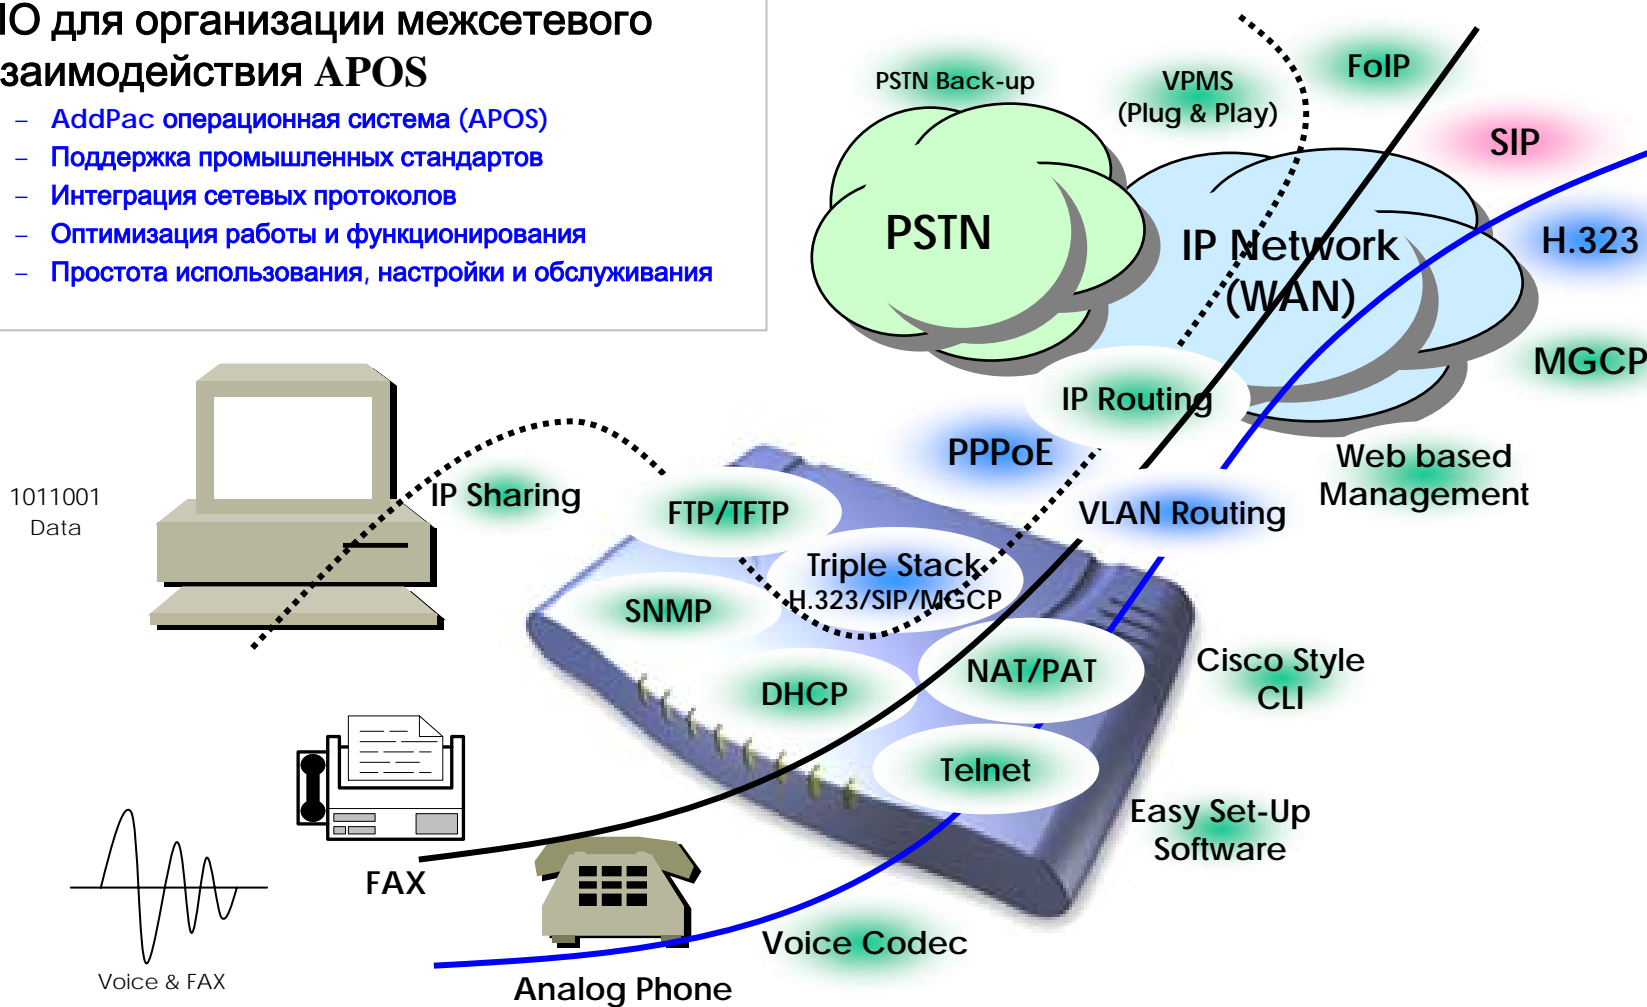 IO для организации межсетевого
заимодействия APOS
– AddPac операционная система (APOS)
– Поддержка промышленных стандартов
– Интеграция сетевых протоколов
– Оптимизация работы и функционирования
– Простота использования, настройки и обслуживания
PSTN Back-up
VPMS
(Plug & Play)
FoIP
SIP
PSTN
IP Network
(WAN)
H.323
MGCP
IP Routing
PPPoE
Web based
Management
1011001
Data
IP Sharing
FTP/TFTP
VLAN Routing
Triple Stack
H.323/SIP/MGCP
SNMP
NAT/PAT
Cisco Style
CLI
DHCP
Telnet
Easy Set-Up
Software
FAX
Voice Codec
Voice & FAX
Analog Phone